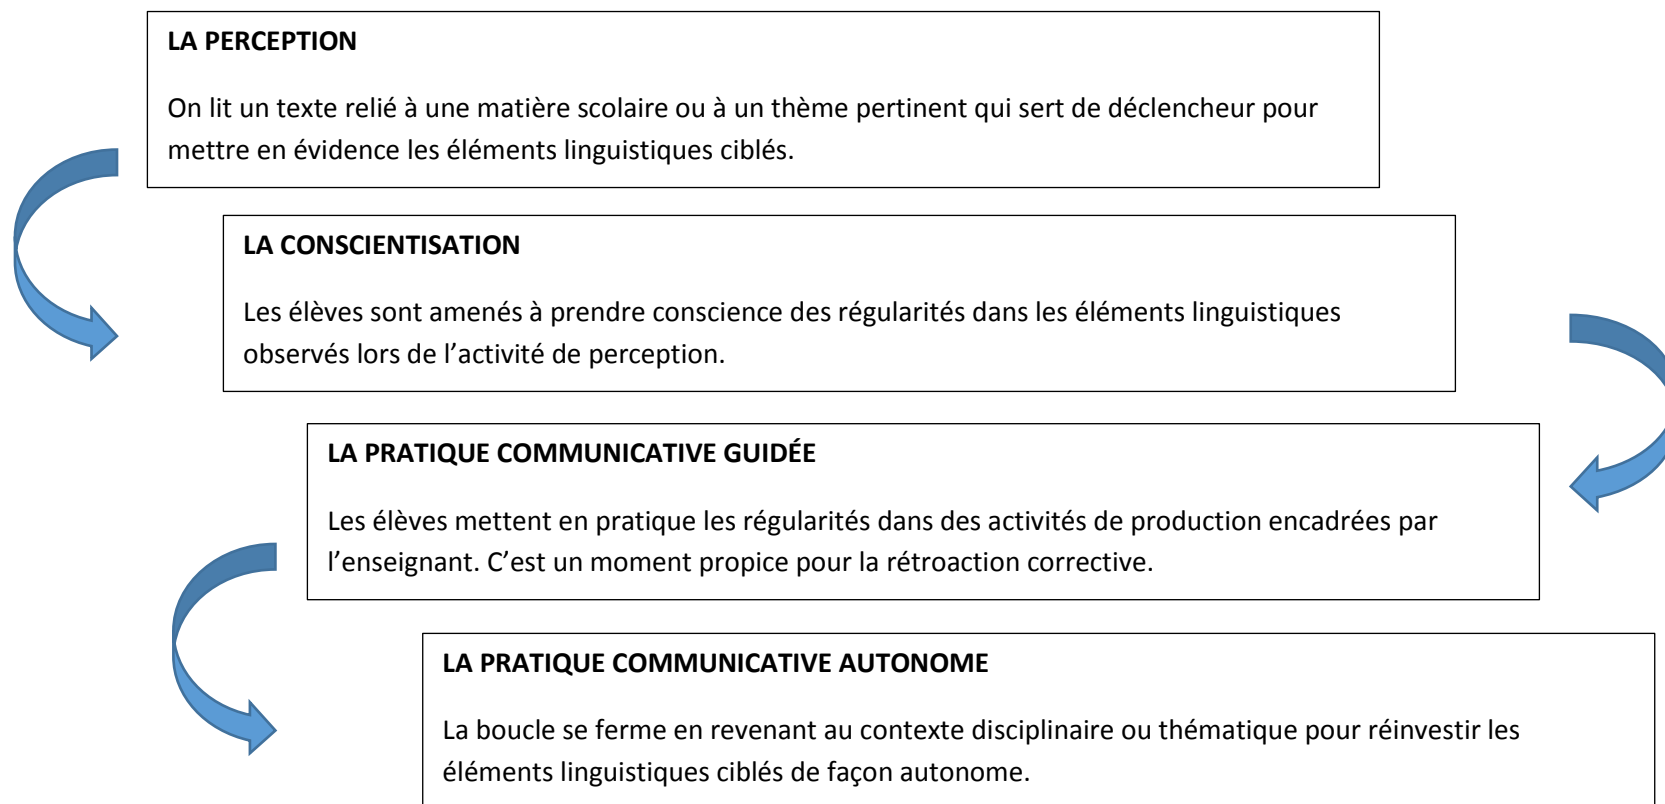 LA PERCEPTION
On lit un texte relié à une matière scolaire ou à un thème pertinent qui sert de déclencheur pour
mettre en évidence les éléments linguistiques ciblés.
LA CONSCIENTISATION
Les élèves sont amenés à prendre conscience des régularités dans les éléments linguistiques
observés lors de l’activité de perception.
LA PRATIQUE COMMUNICATIVE GUIDÉE
Les élèves mettent en pratique les régularités dans des activités de production encadrées par
l’enseignant. C’est un moment propice pour la rétroaction corrective.
LA PRATIQUE COMMUNICATIVE AUTONOME
La boucle se ferme en revenant au contexte disciplinaire ou thématique pour réinvestir les
éléments linguistiques ciblés de façon autonome.